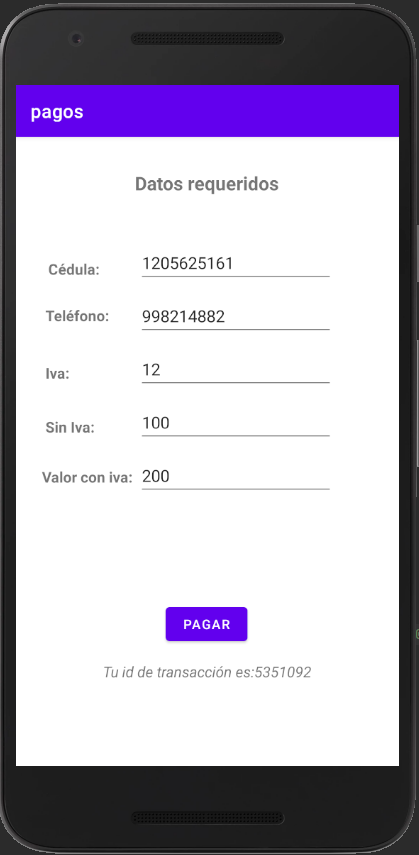 pagos
Datos requeridos
Cédula: 1205625161
Teléfono: 998214882
Iva: 12
Sin Iva: 100
Valor con iva: 200
PAGAR
Tu id de transacción es:5351092